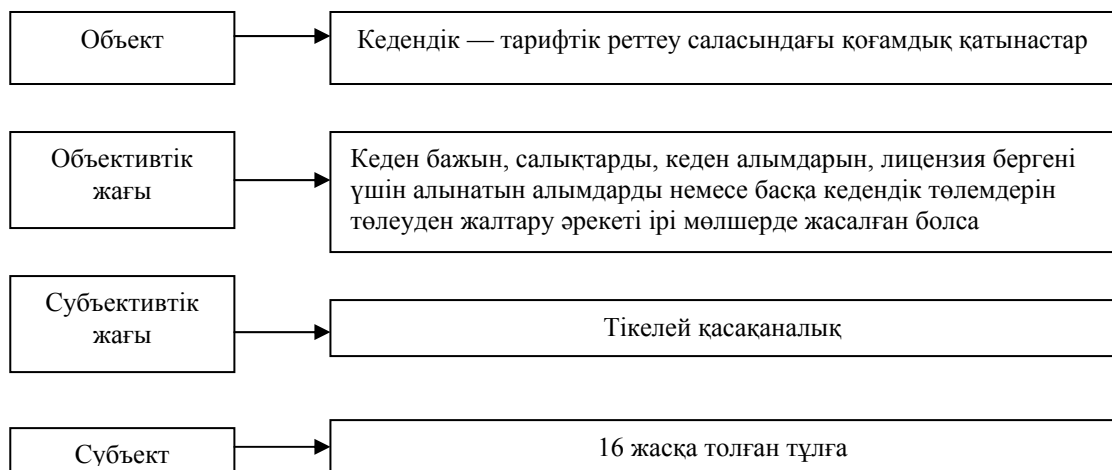 Объект
Кедендік — тарифтік реттеу саласындағы қоғамдық қатынастар
Объективтік
жағы
Кеден бажын, салықтарды, кеден алымдарын, лицензия бергені
үшін алынатын алымдарды немесе басқа кедендік төлемдерін
төлеуден жалтару әрекеті ірі мөлшерде жасалған болса
Субъективтік
жағы
Тікелей қасақаналық
Субъект
16 жасқа толған тұлға